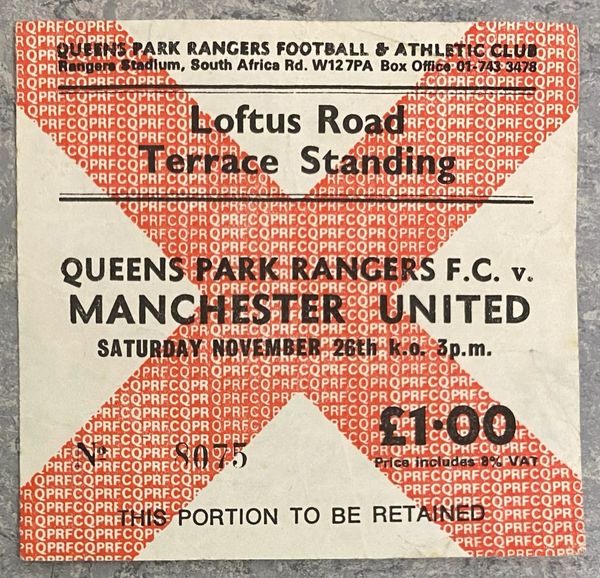 QUEENS PARK RANGERS FOOTBALL & ATHLETIC CLUB
Rangers Stadium, South Africa Rd. W127PA Box Office 01-743 3478
Loftus Road
Terrace Standing
QUEENS PARK RANGERS F.C. v.
MANCHESTER UNITED
SATURDAY NOVEMBER 26th k.o. 3p.m.
£1·00
Price includes 8% VAT
Nº 8075
THIS PORTION TO BE RETAINED